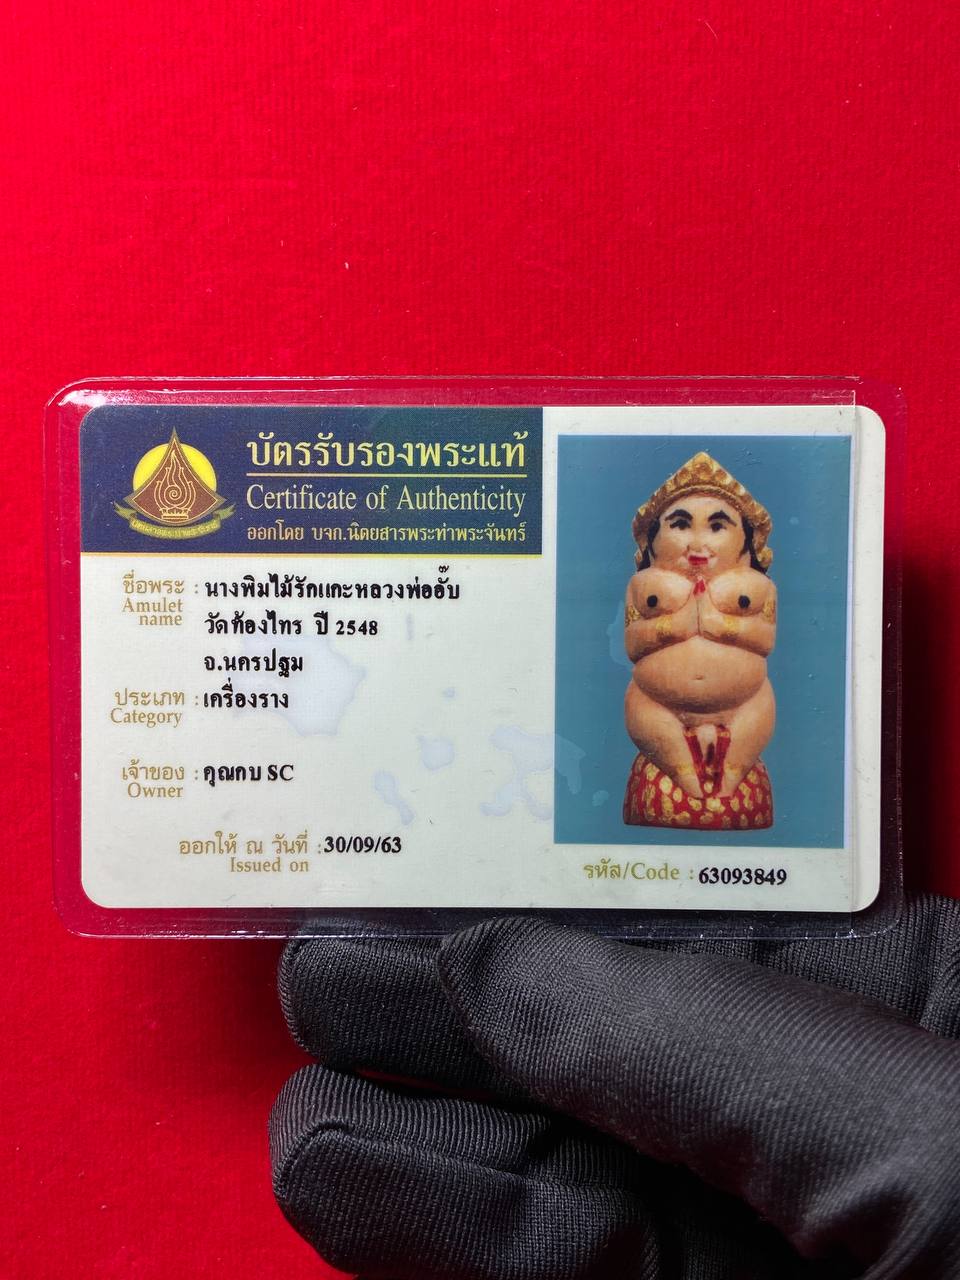 บัตรรับรองพระแท้
Certificate of Authenticity
ออกโดย บจก.นิตยสารพระท่าพระจันทร์
ชื่อพระ : นางพิมไม้รักแกะหลวงพ่ออั๊บ
Amulet name
วัดท้องไทร ปี 2548
จ.นครปฐม
ประเภท : เครื่องราง
Category
เจ้าของ : คุณกบ SC
Owner
ออกให้ ณ วันที่ : 30/09/63
Issued on
รหัส/Code : 63093849